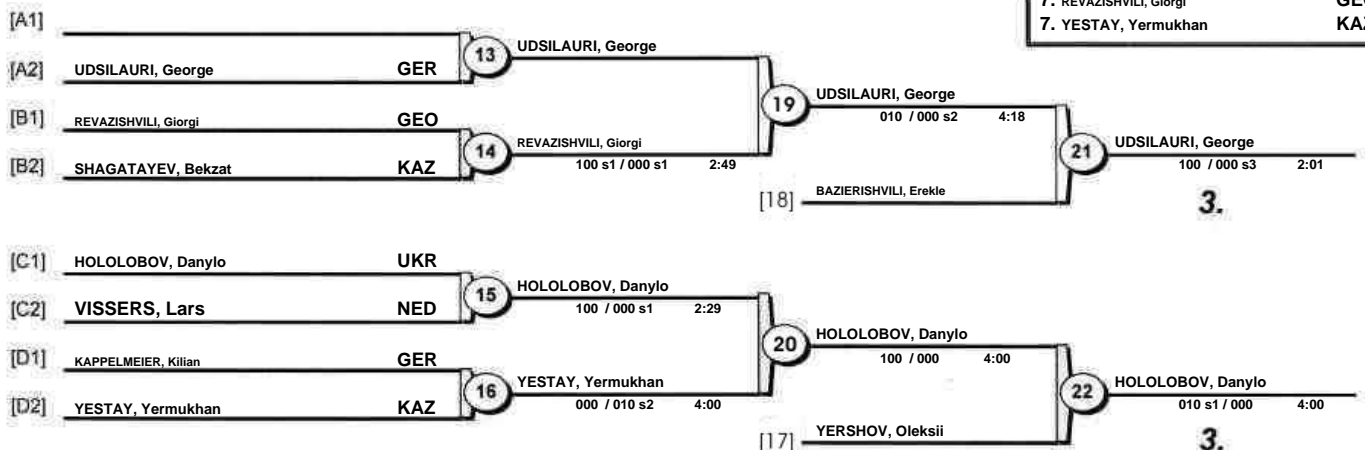 7. REVAZISHVILI, Giorgi
7. YESTAY, Yermukhan KAZ
[A1]
13 UDSILAURI, George
[A2] UDSILAURI, George GER
19 UDSILAURI, George
010 / 000 s2 4:18
[B1] REVAZISHVILI, Giorgi GEO
14 REVAZISHVILI, Giorgi
100 s1 / 000 s1 2:49
21 UDSILAURI, George
100 / 000 s3 2:01
[B2] SHAGATAYEV, Bekzat KAZ
[18] BAZIERISHVILI, Erekle
3.
[C1] HOLOLOBOV, Danylo UKR
15 HOLOLOBOV, Danylo
100 / 000 s1 2:29
[C2] VISSERS, Lars NED
20 HOLOLOBOV, Danylo
100 / 000 4:00
[D1] KAPPELMEIER, Kilian GER
16 YESTAY, Yermukhan
000 / 010 s2 4:00
22 HOLOLOBOV, Danylo
010 s1 / 000 4:00
[D2] YESTAY, Yermukhan KAZ
[17] YERSHOV, Oleksii
3.